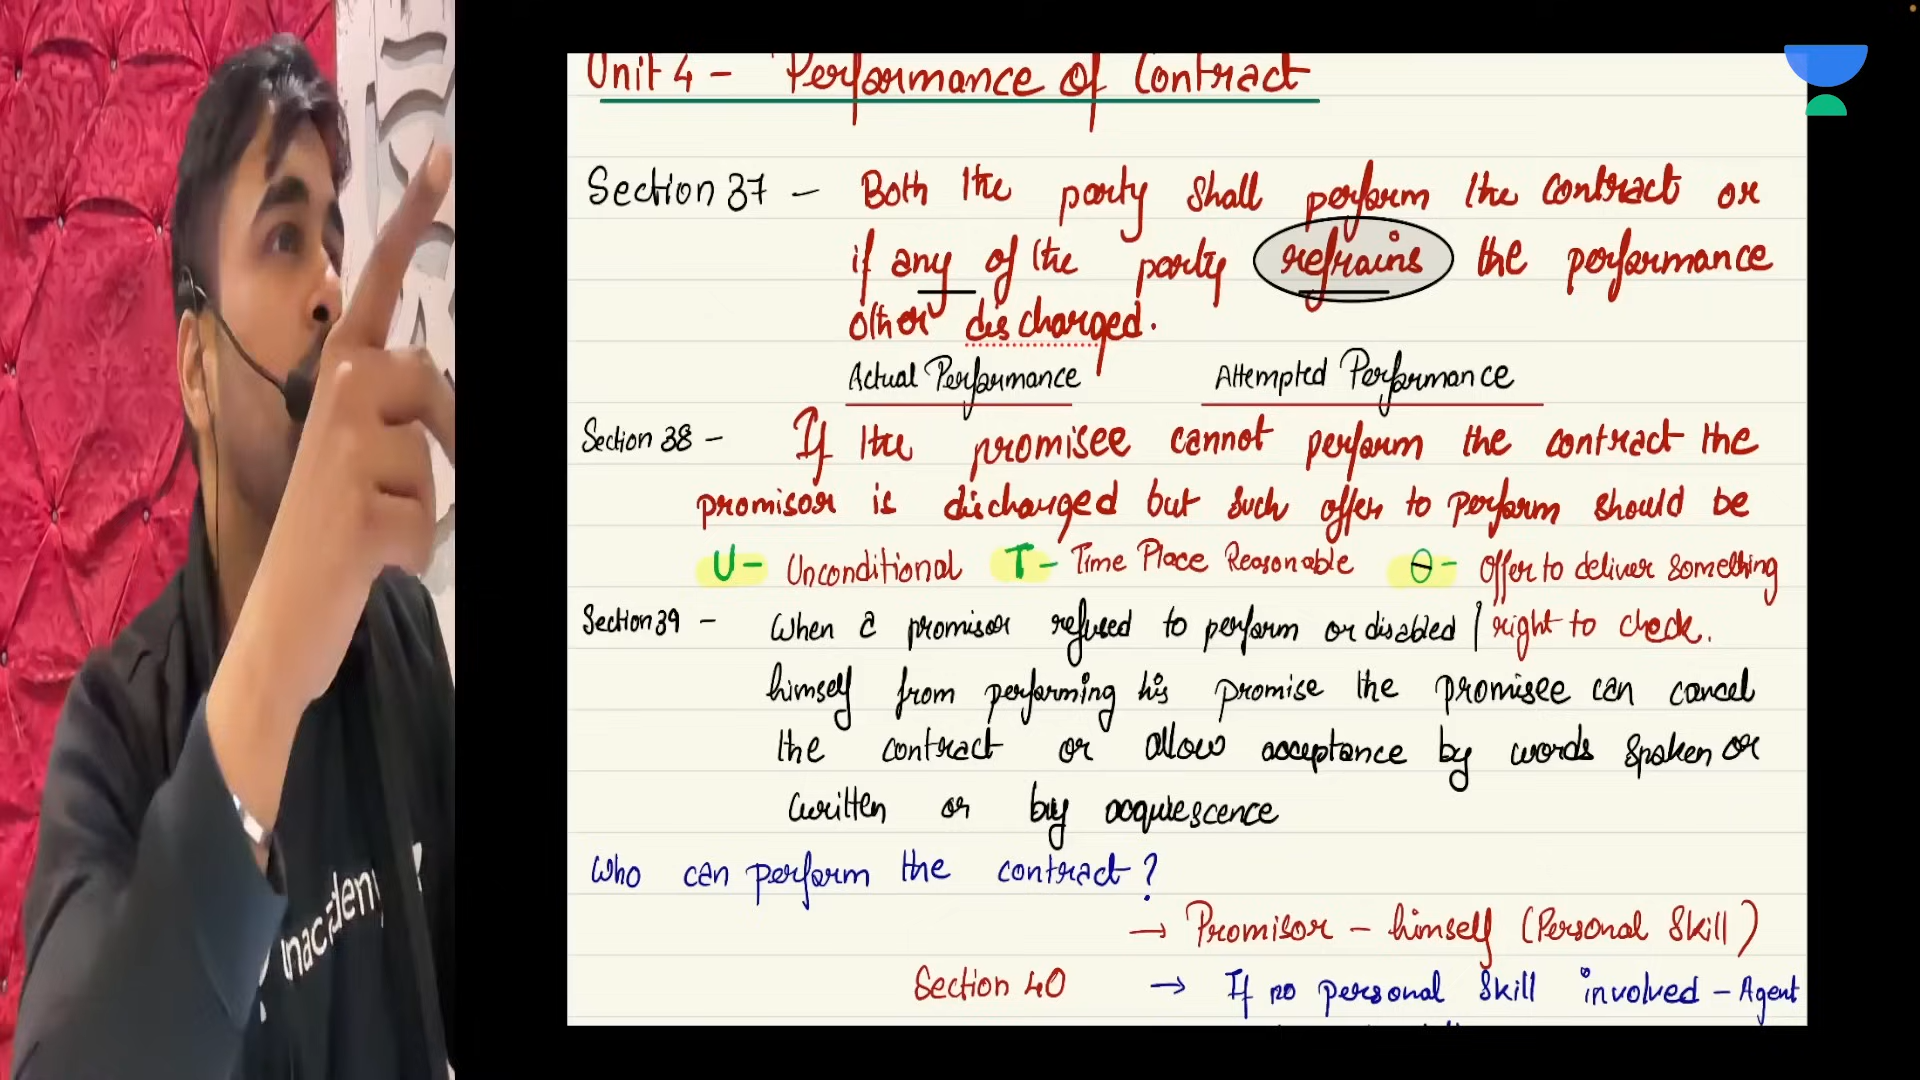 Unit 4 - Performance of Contract
Section 37 - Both the party shall perform the contract or
if any of the party refrains the performance
other discharged.
Actual Performance Attempted Performance
Section 38 - If the promisee cannot perform the contract the
promisor is discharged but such offer to perform should be
U- Unconditional T- Time Place Reasonable O- Offer to deliver something
Section 39 - When a promisor refused to perform or disabled | right to check.
himself from performing his promise the promisee can cancel
the contract or allow acceptance by words spoken or
written or by acquiescence
Who can perform the contract?
→ Promisor - himself (Personal Skill)
Section 40 → If no personal skill involved - Agent
unacademy